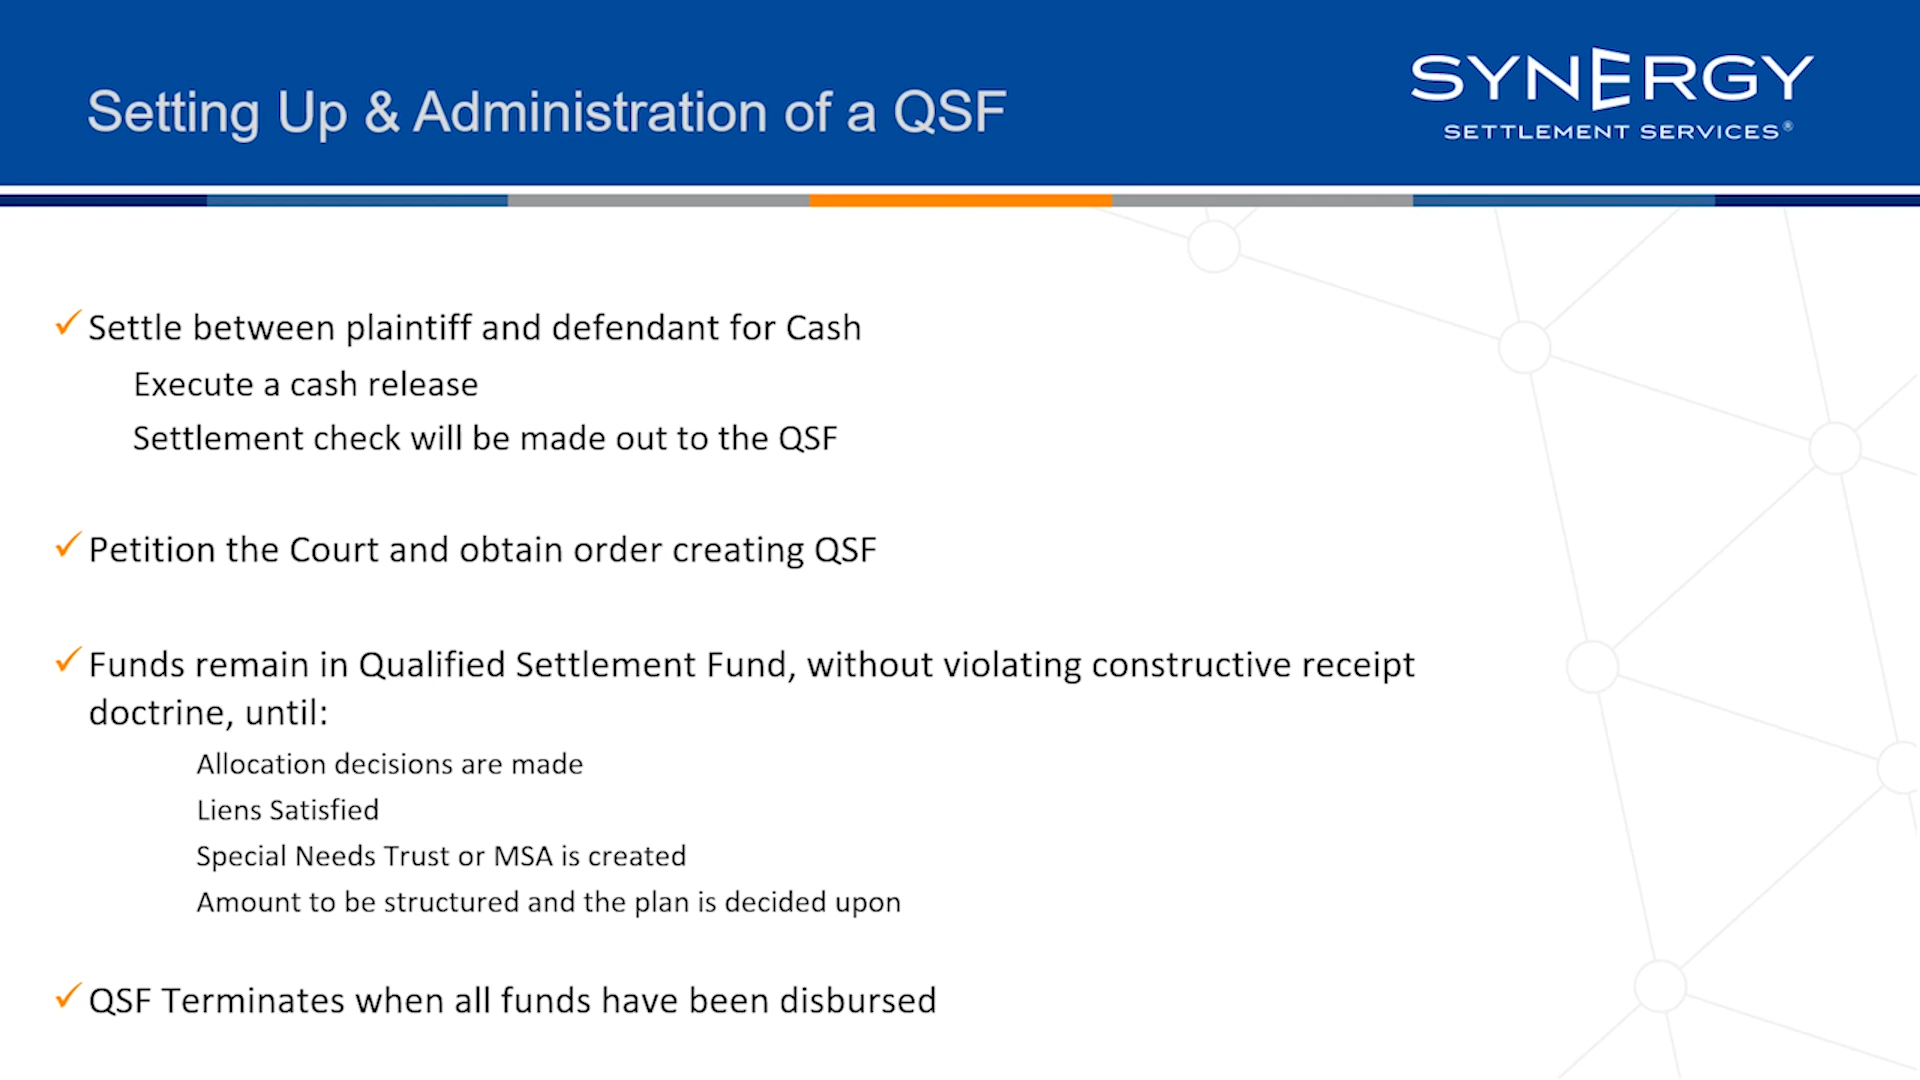 Setting Up & Administration of a QSF
SYNERGY
SETTLEMENT SERVICES®
Settle between plaintiff and defendant for Cash
Execute a cash release
Settlement check will be made out to the QSF
Petition the Court and obtain order creating QSF
Funds remain in Qualified Settlement Fund, without violating constructive receipt
doctrine, until:
Allocation decisions are made
Liens Satisfied
Special Needs Trust or MSA is created
Amount to be structured and the plan is decided upon
QSF Terminates when all funds have been disbursed